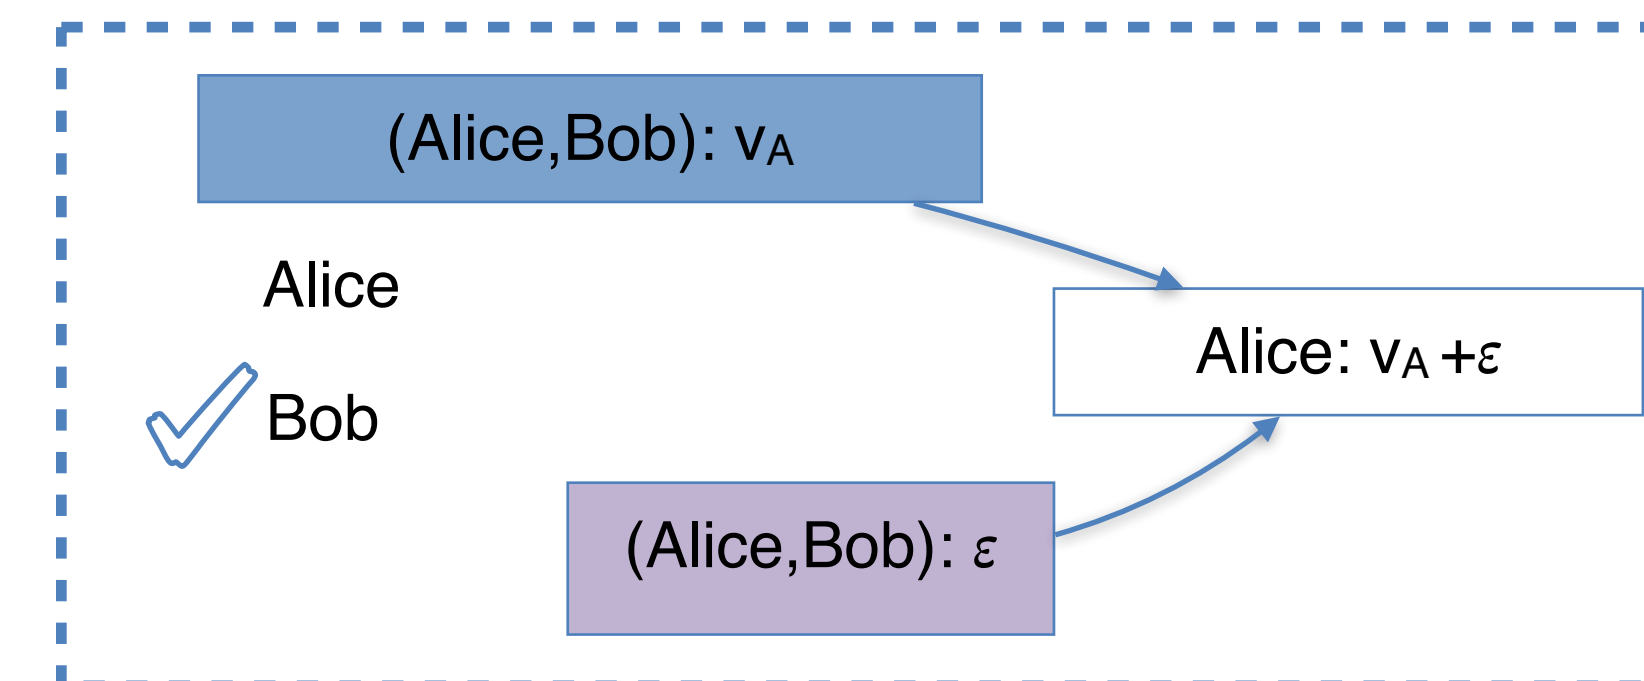 (Alice,Bob): vA
Alice
Bob
Alice: vA +ε
(Alice,Bob): ε